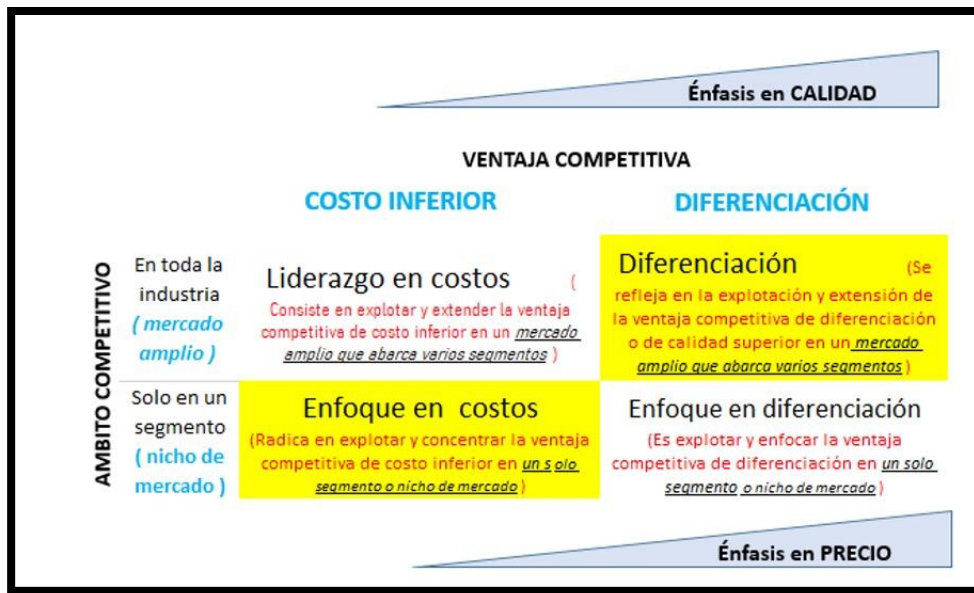 Énfasis en CALIDAD
VENTAJA COMPETITIVA
COSTO INFERIOR
DIFERENCIACIÓN
AMBITO COMPETITIVO
En toda la
industria
( mercado
amplio )
Liderazgo en costos (
Consiste en explotar y extender la ventaja
competitiva de costo inferior en un mercado
amplio que abarca varios segmentos )
Diferenciación (Se
refleja en la explotación y extensión de
la ventaja competitiva de diferenciación
o de calidad superior en un mercado
amplio que abarca varios segmentos )
Solo en un
segmento
( nicho de
mercado )
Enfoque en costos
(Radica en explotar y concentrar la ventaja
competitiva de costo inferior en un s olo
segmento o nicho de mercado )
Enfoque en diferenciación
(Es explotar y enfocar la ventaja
competitiva de diferenciación en un solo
segmento o nicho de mercado )
Énfasis en PRECIO